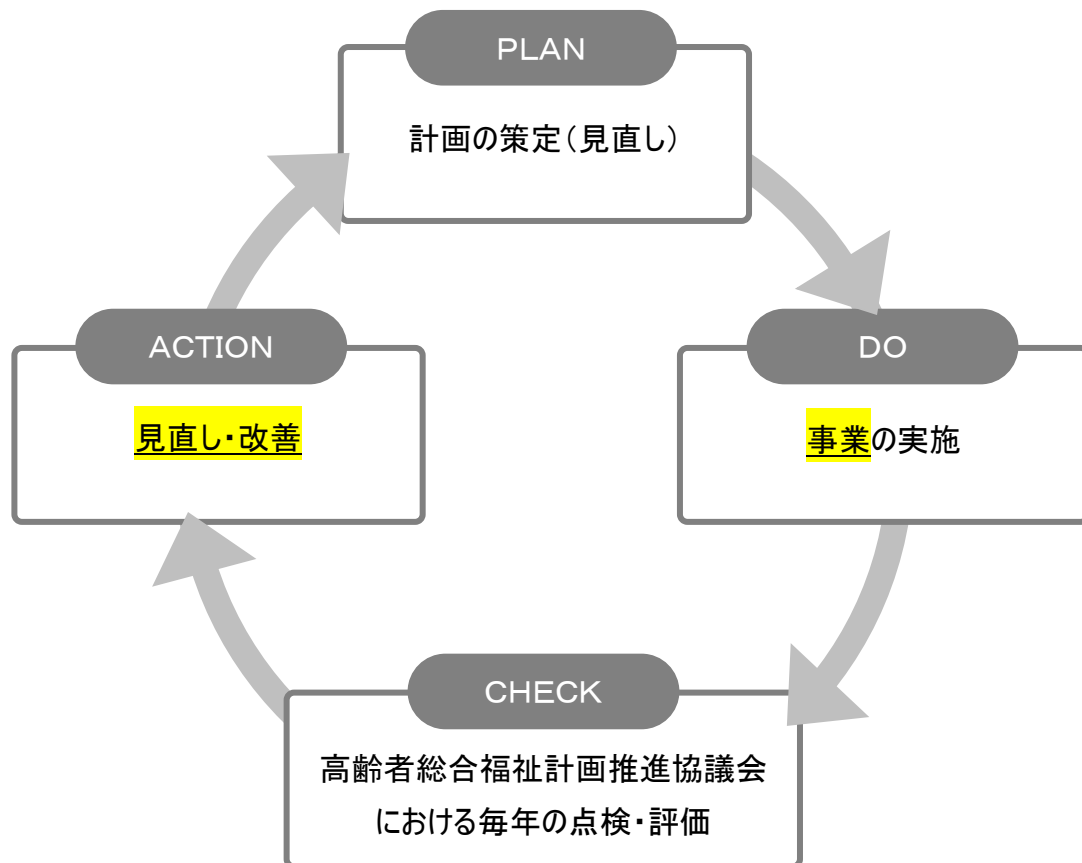 PLAN
計画の策定（見直し）
DO
事業の実施
CHECK
高齢者総合福祉計画推進協議会
における毎年の点検・評価
ACTION
見直し・改善